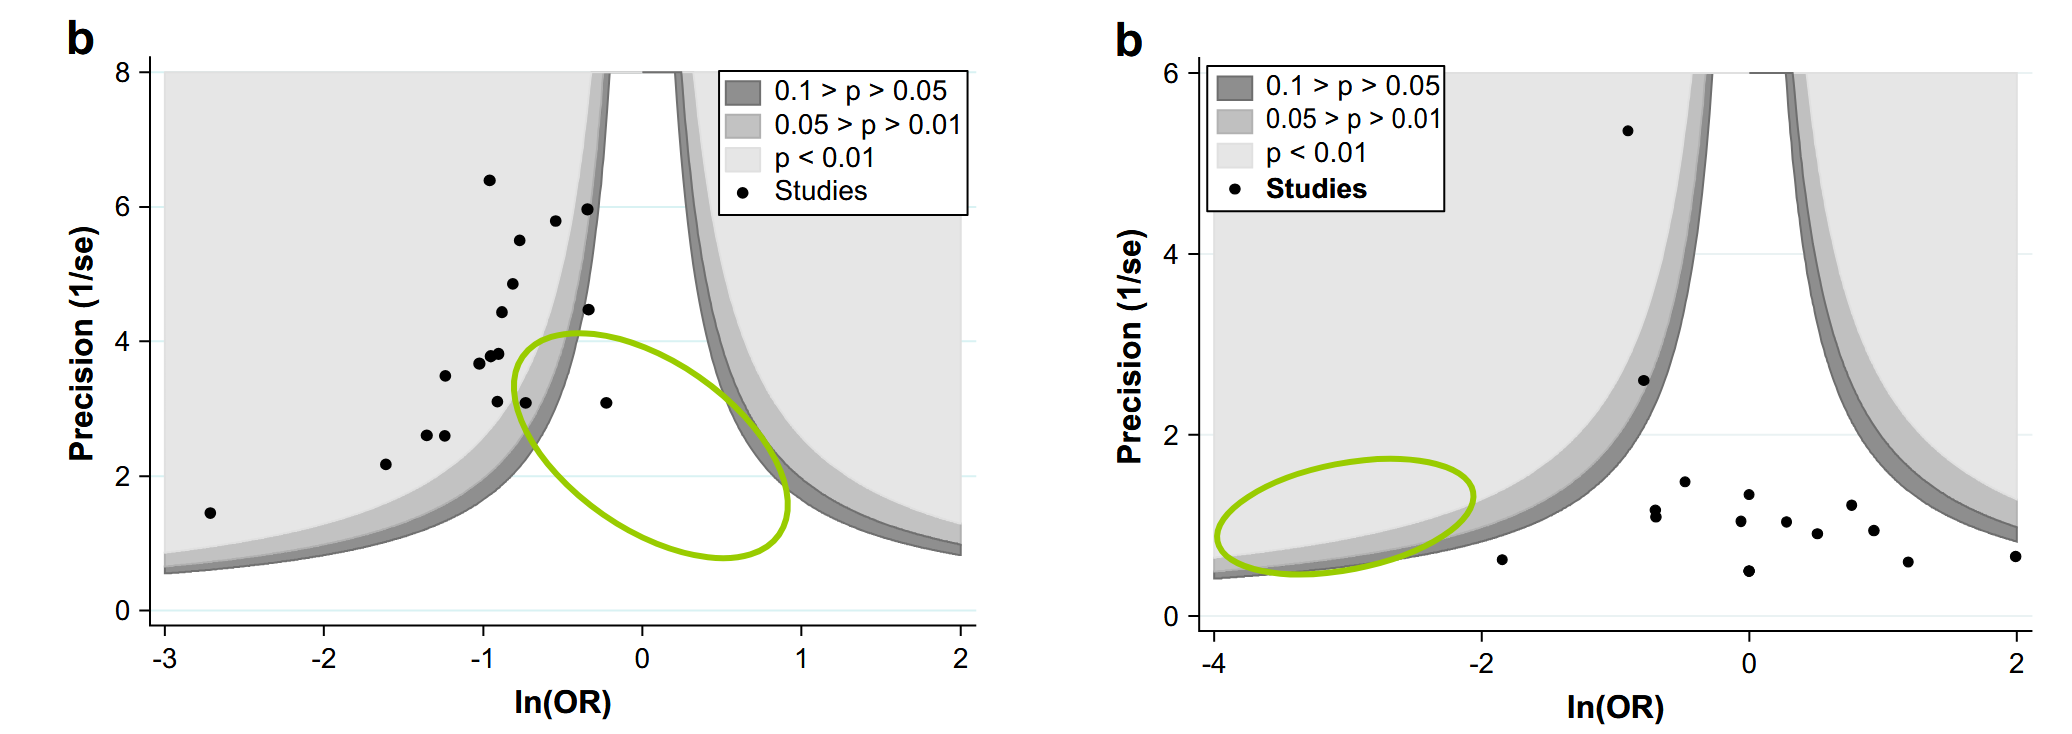 b
8
6
4
2
0
Precision (1/se)
0.1 > p > 0.05
0.05 > p > 0.01
p < 0.01
Studies
-3 -2 -1 0 1 2
ln(OR)
b
6
4
2
0
Precision (1/se)
0.1 > p > 0.05
0.05 > p > 0.01
p < 0.01
Studies
-4 -2 0 2
ln(OR)